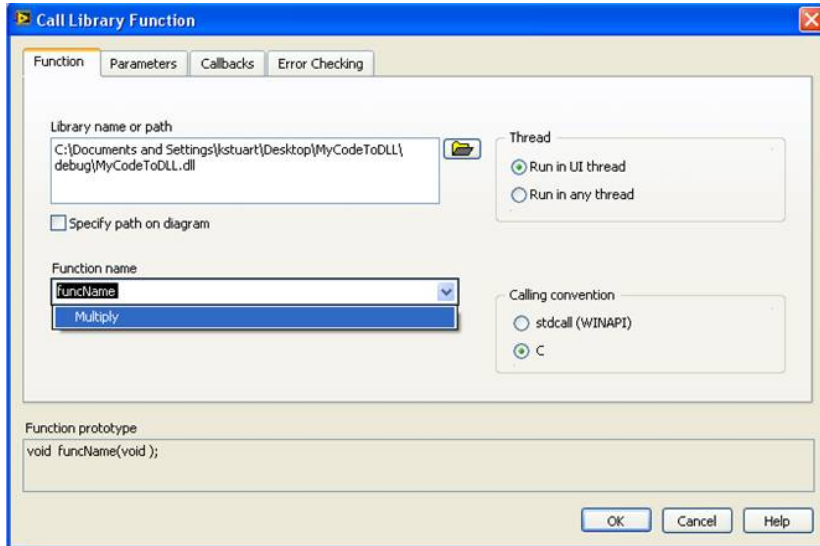 Call Library Function
Function Parameters Callbacks Error Checking
Library name or path
C:\Documents and Settings\kstuart\Desktop\MyCodeToDLL\
debug\MyCodeToDLL.dll
Specify path on diagram
Thread
Run in UI thread
Run in any thread
Function name
funcName
Multiply
Calling convention
stdcall (WINAPI)
C
Function prototype
void funcName(void );
OK Cancel Help